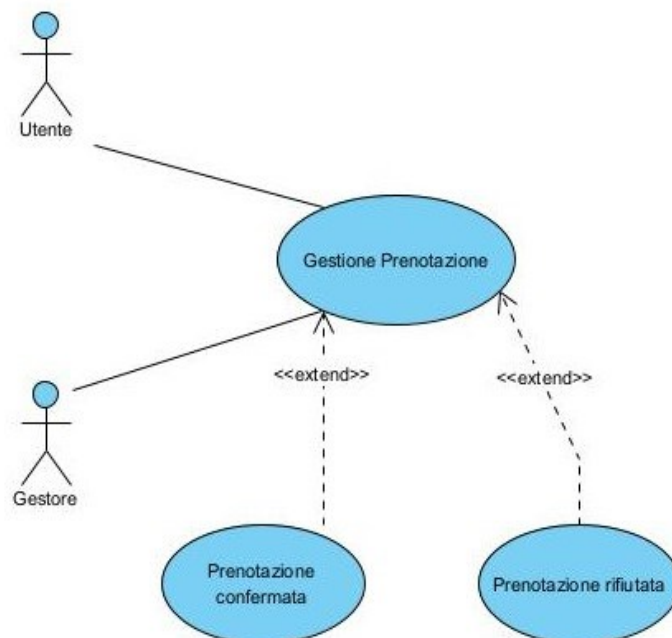 Utente
Gestione Prenotazione
<<extend>>
<<extend>>
Gestore
Prenotazione
confermata
Prenotazione rifiutata